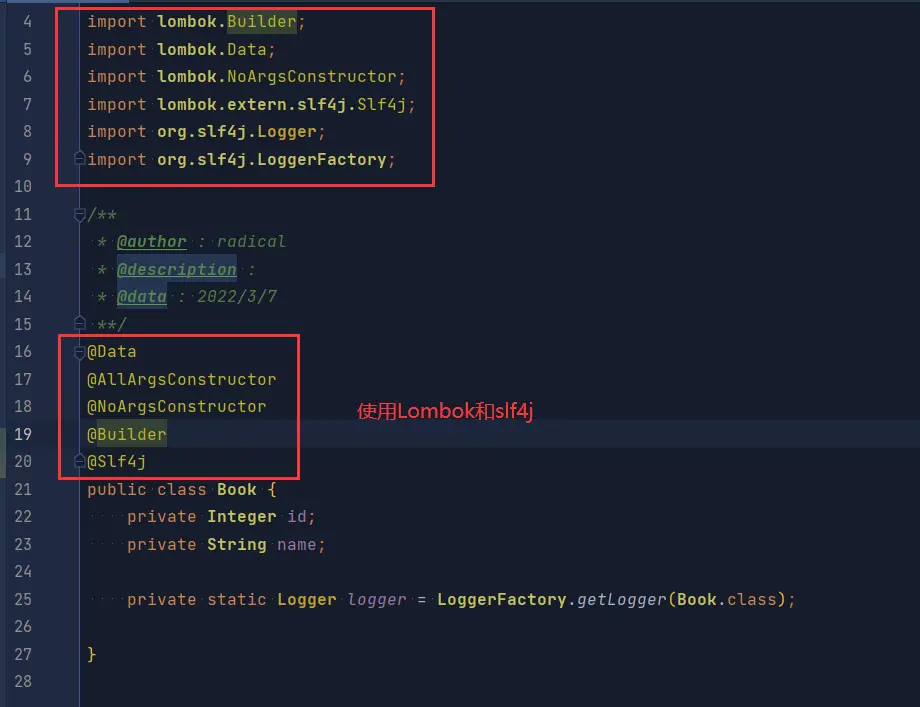 4 import lombok.Builder;
5 import lombok.Data;
6 import lombok.NoArgsConstructor;
7 import lombok.extern.slf4j.Slf4j;
8 import org.slf4j.Logger;
9 import org.slf4j.LoggerFactory;
10
11 /**
12 * @author : radical
13 * @description :
14 * @data : 2022/3/7
15 **/
16 @Data
17 @AllArgsConstructor
18 @NoArgsConstructor
使用Lombok和slf4j
19 @Builder
20 @Slf4j
21 public class Book {
22 private Integer id;
23 private String name;
24
25 private static Logger logger = LoggerFactory.getLogger(Book.class);
26
27 }
28